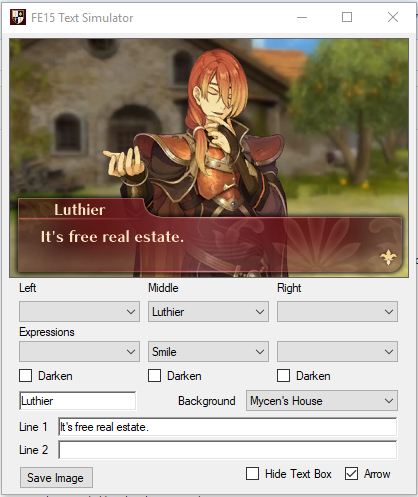 FE15 Text Simulator
Luthier
It's free real estate.
Left Middle Right
Luthier
Expressions
Smile
Darken Darken Darken
Luthier Background Mycen's House
Line 1 It's free real estate.
Line 2
Save Image Hide Text Box Arrow